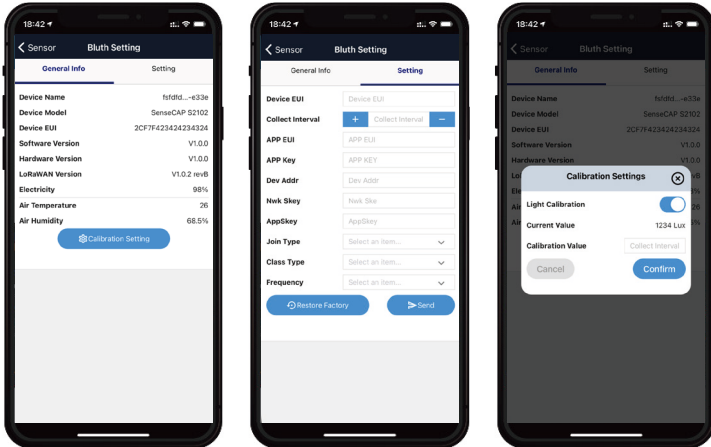 18:42
Sensor Bluth Setting
General Info Setting
Device Name fsfdfd...-e33e
Device Model SenseCAP S2102
Device EUI 2CF7F423424234324
Software Version V1.0.0
Hardware Version V1.0.0
LoRaWAN Version V1.0.2 revB
Electricity 98%
Air Temperature 26
Air Humidity 68.5%
Calibration Setting
18:42
Sensor Bluth Setting
General Info Setting
Device EUI Device EUI
Collect Interval + Collect Interval −
APP EUI APP EUI
APP Key APP KEY
Dev Addr Dev Addr
Nwk Skey Nwk Ske
AppSkey AppSkey
Join Type Select an item...
Class Type Select an item...
Frequency Select an item...
Restore Factory Send
18:42
Sensor Bluth Setting
General Info Setting
Device Name fsfdfd...-e33e
Device Model SenseCAP S2102
Device EUI 2CF7F423424234324
Software Version V1.0.0
Hardware Version V1.0.0
Calibration Settings
Light Calibration
Current Value 1234 Lux
Calibration Value Collect Interval
Cancel Confirm